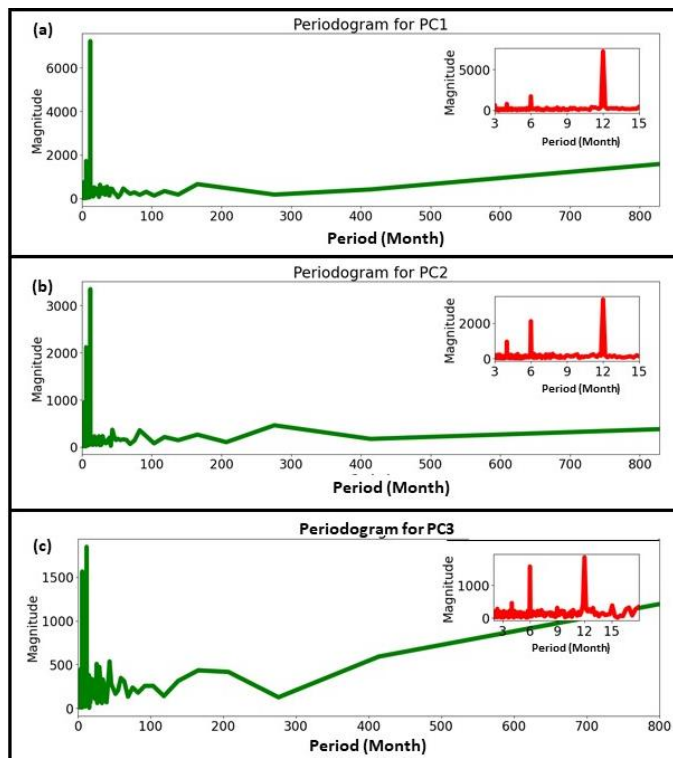 (a)
Periodogram for PC1
Magnitude
6000
4000
2000
0
0 100 200 300 400 500 600 700 800
Period (Month)
Magnitude
5000
0
3 6 9 12 15
Period (Month)
(b)
Periodogram for PC2
Magnitude
3000
2000
1000
0
0 100 200 300 400 500 600 700 800
Period (Month)
Magnitude
2000
0
3 6 9 12 15
Period (Month)
(c)
Periodogram for PC3
Magnitude
1500
1000
500
0
0 100 200 300 400 500 600 700 800
Period (Month)
Magnitude
1000
0
3 6 9 12 15
Period (Month)